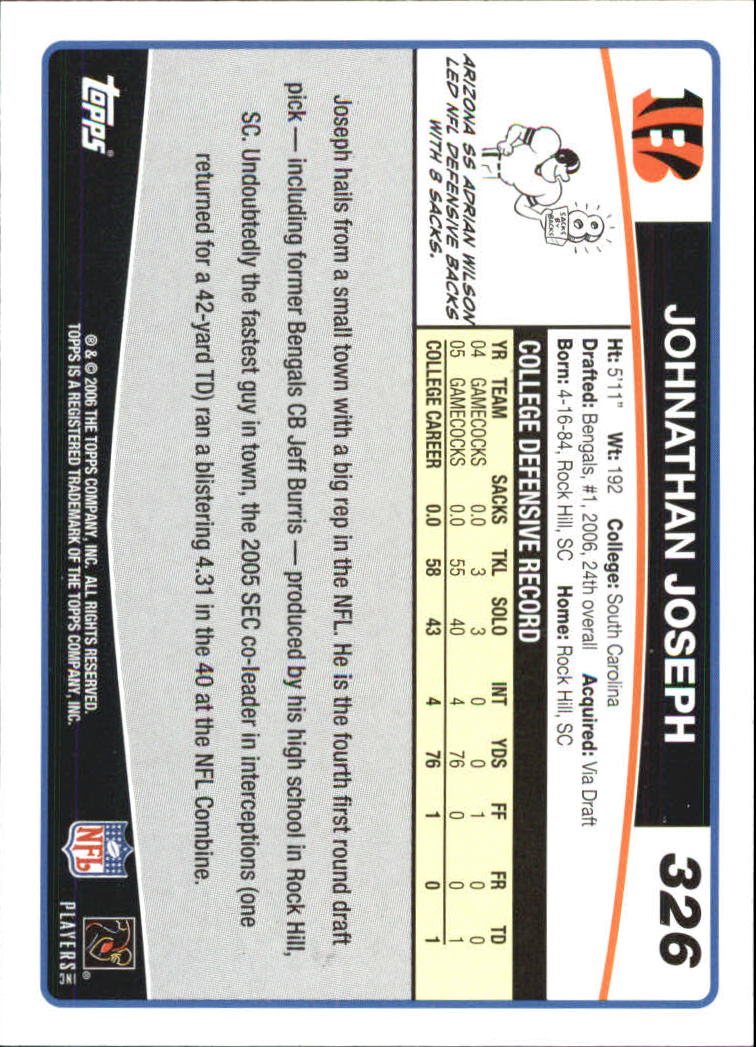 JOHNATHAN JOSEPH 326
Ht: 5'11" Wt: 192 College: South Carolina
Drafted: Bengals, #1, 2006, 24th overall Acquired: Via Draft
Born: 4-16-84, Rock Hill, SC Home: Rock Hill, SC
8
SACKS
BY
BACKS
ARIZONA SS ADRIAN WILSON
LED NFL DEFENSIVE BACKS
WITH 8 SACKS.
COLLEGE DEFENSIVE RECORD
YR TEAM SACKS TKL SOLO INT YDS FF FR TD
04 GAMECOCKS 0.0 3 3 0 0 1 0 0
05 GAMECOCKS 0.0 55 40 4 76 0 0 1
COLLEGE CAREER 0.0 58 43 4 76 1 0 1
Joseph hails from a small town with a big rep in the NFL. He is the fourth first round draft
pick — including former Bengals CB Jeff Burris — produced by his high school in Rock Hill,
SC. Undoubtedly the fastest guy in town, the 2005 SEC co-leader in interceptions (one
returned for a 42-yard TD) ran a blistering 4.31 in the 40 at the NFL Combine.
topps®
® & © 2006 THE TOPPS COMPANY, INC. ALL RIGHTS RESERVED.
TOPPS IS A REGISTERED TRADEMARK OF THE TOPPS COMPANY, INC.
NFL
PLAYERS INC
®